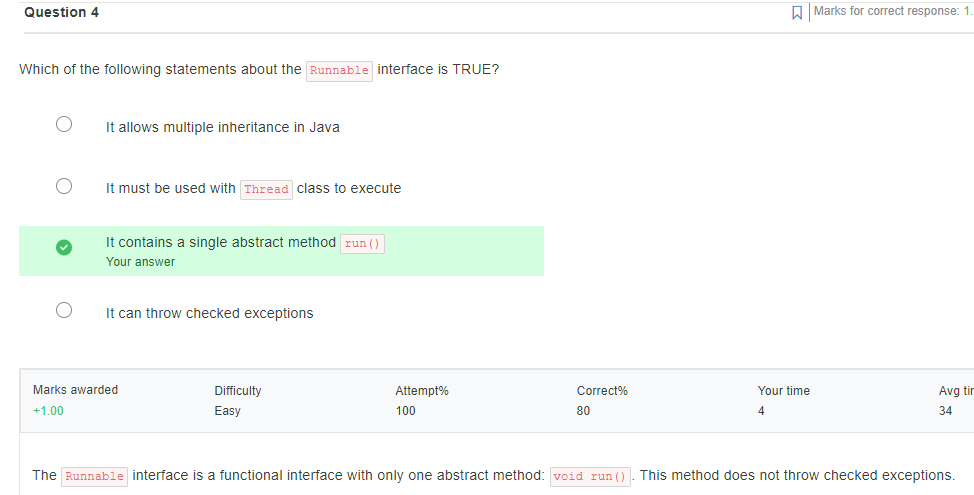 Question 4
Marks for correct response: 1.
Which of the following statements about the Runnable interface is TRUE?
It allows multiple inheritance in Java
It must be used with Thread class to execute
It contains a single abstract method run()
Your answer
It can throw checked exceptions
Marks awarded Difficulty Attempt% Correct% Your time Avg
+1.00 Easy 100 80 4 34
The Runnable interface is a functional interface with only one abstract method: void run(). This method does not throw checked exceptions.